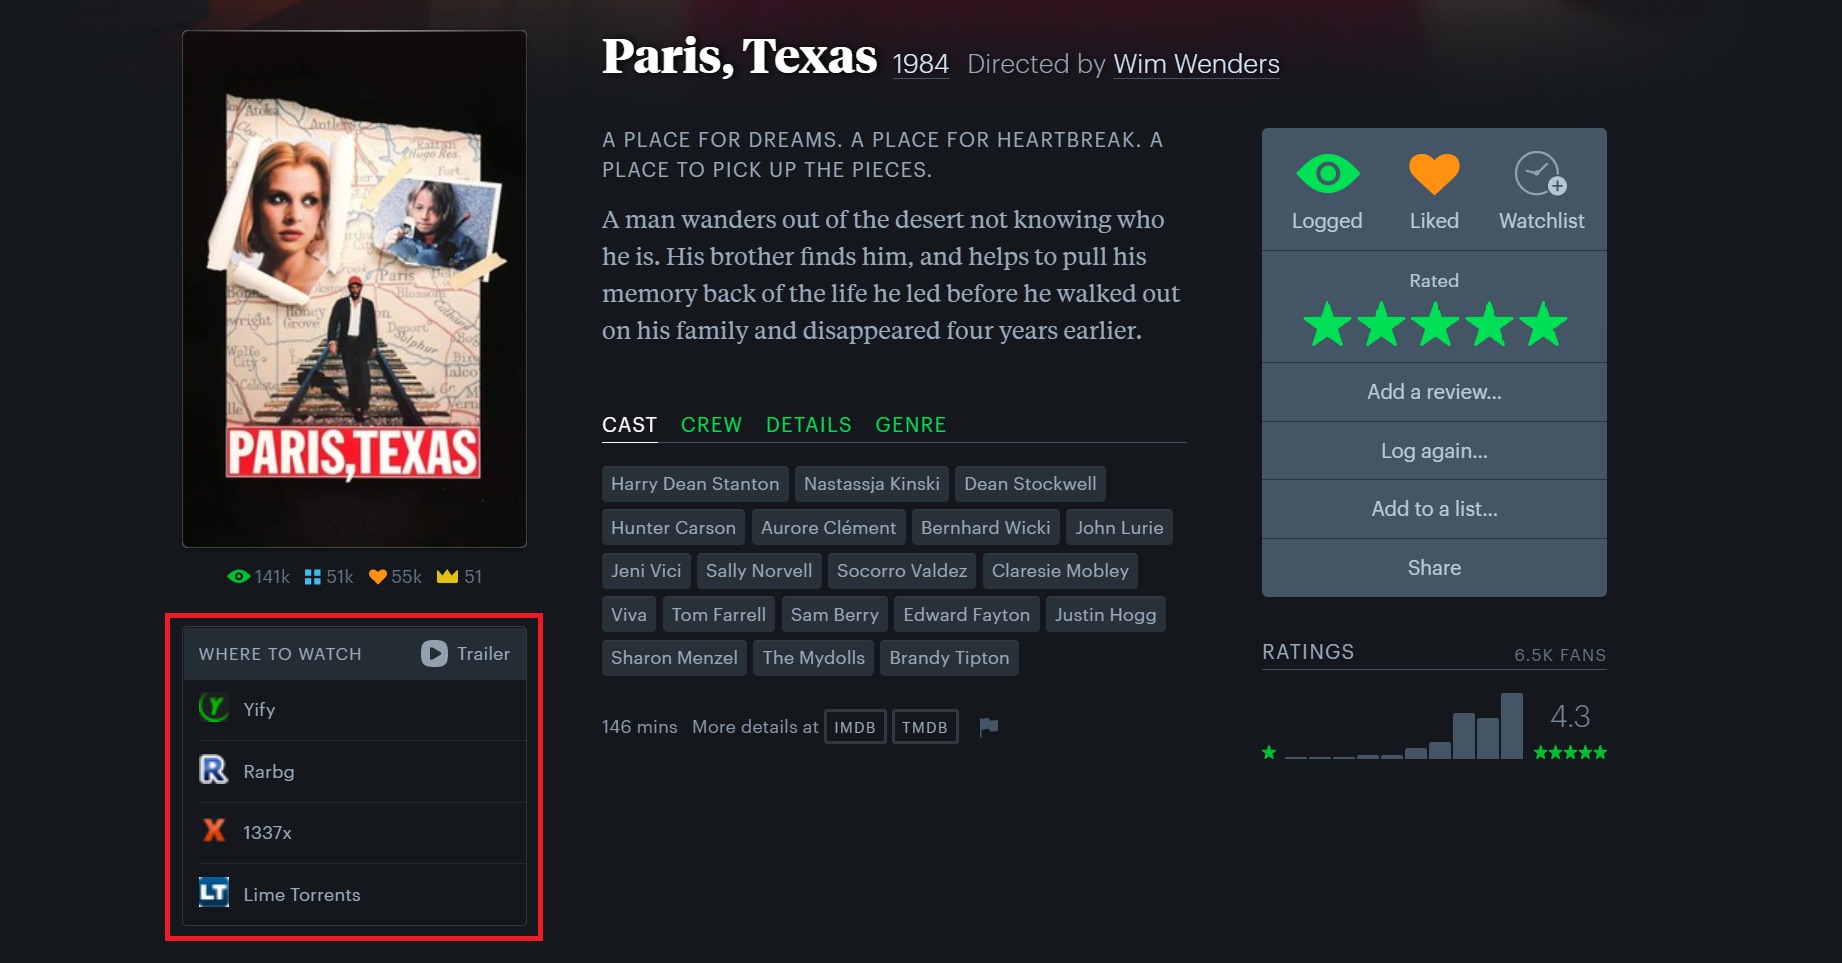 Paris, Texas 1984 Directed by Wim Wenders
A PLACE FOR DREAMS. A PLACE FOR HEARTBREAK. A
PLACE TO PICK UP THE PIECES.
A man wanders out of the desert not knowing who
he is. His brother finds him, and helps to pull his
memory back of the life he led before he walked out
on his family and disappeared four years earlier.
PARIS,TEXAS
141k 51k 55k 51
WHERE TO WATCH Trailer
Yify
Rarbg
1337x
LT Lime Torrents
CAST CREW DETAILS GENRE
Harry Dean Stanton Nastassja Kinski Dean Stockwell
Hunter Carson Aurore Clément Bernhard Wicki John Lurie
Jeni Vici Sally Norvell Socorro Valdez Claresie Mobley
Viva Tom Farrell Sam Berry Edward Fayton Justin Hogg
Sharon Menzel The Mydolls Brandy Tipton
146 mins More details at IMDB TMDB
Logged Liked Watchlist
Rated
Add a review...
Log again...
Add to a list...
Share
RATINGS 6.5K FANS
4.3